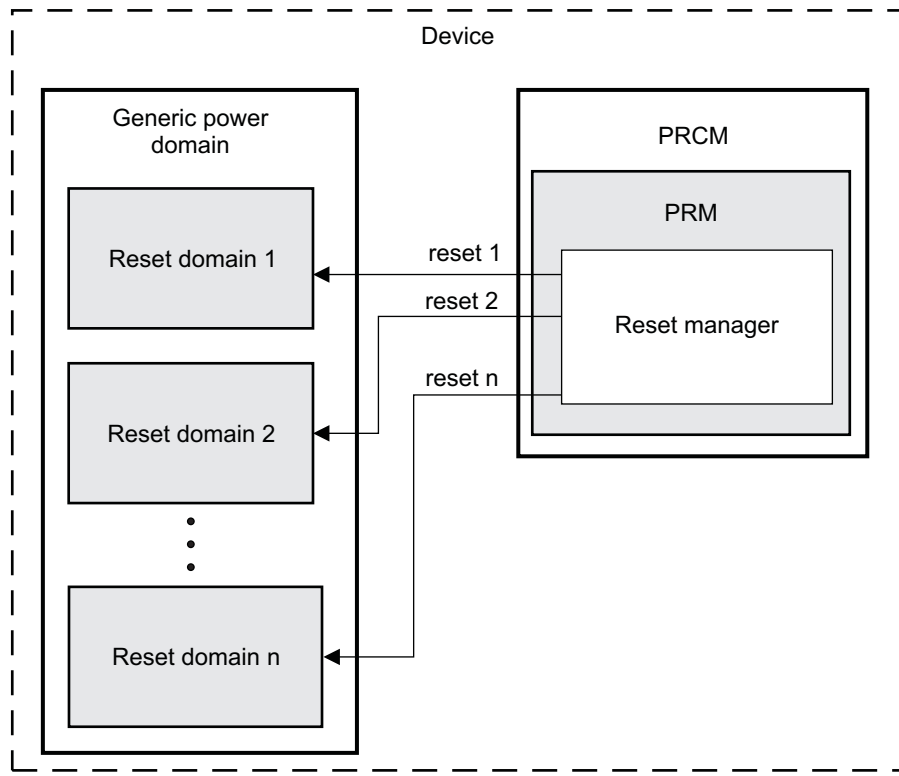 Device
Generic power
domain
Reset domain 1
Reset domain 2
Reset domain n
reset 1
reset 2
reset n
PRCM
PRM
Reset manager